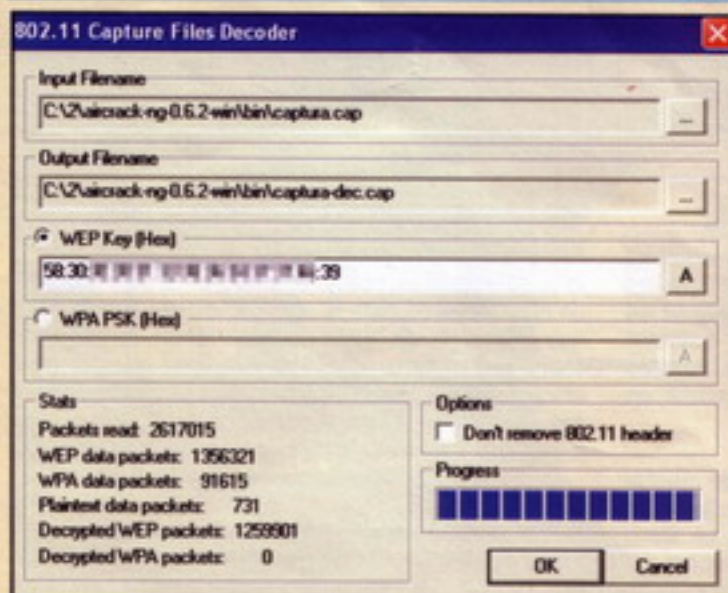 802.11 Capture Files Decoder
Input Filename
C:\2\aircrack-ng-0.6.2-win\bin\captura.cap
...
Output Filename
C:\2\aircrack-ng-0.6.2-win\bin\captura-dec.cap
...
WEP Key (Hex)
58:30: :39
A
WPA PSK (Hex)
A
Stats
Packets read: 2617015
WEP data packets: 1356321
WPA data packets: 91615
Plaintext data packets: 731
Decrypted WEP packets: 1259901
Decrypted WPA packets: 0
Options
Don't remove 802.11 header
Progress
OK
Cancel